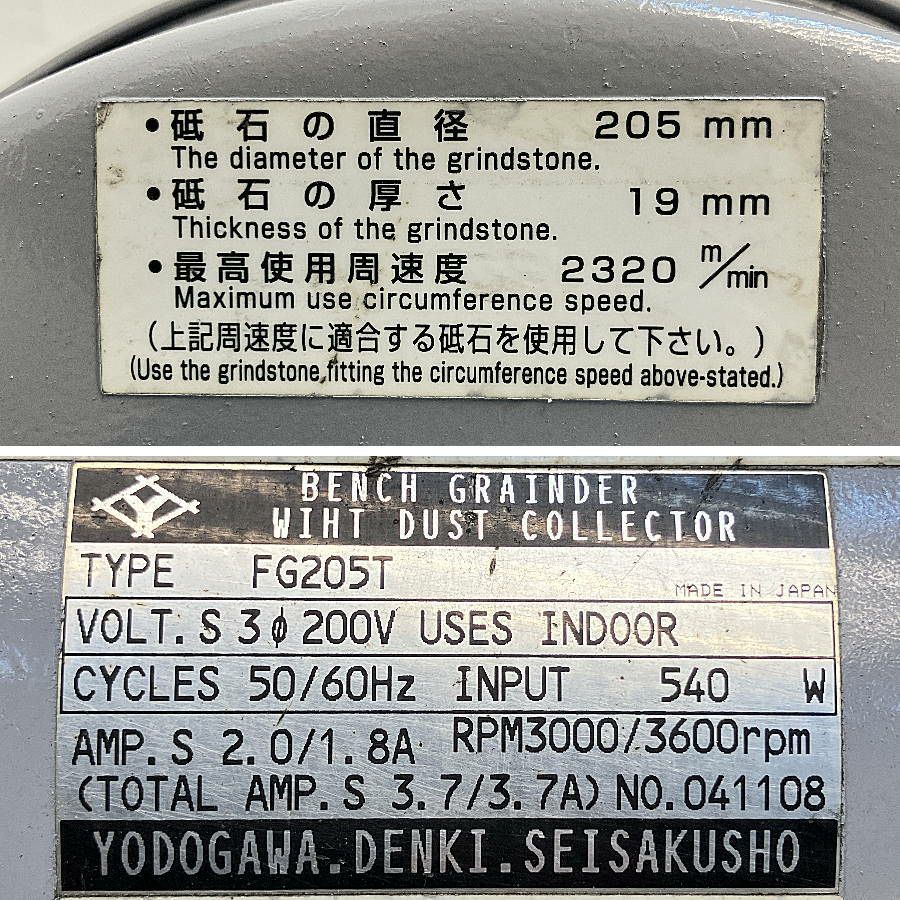 •砥石の直径 205 mm
The diameter of the grindstone.
•砥石の厚さ 19 mm
Thickness of the grindstone.
•最高使用周速度 2320 m/min
Maximum use circumference speed.
(上記周速度に適合する砥石を使用して下さい。)
(Use the grindstone,fitting the circumference speed above-stated.)
BENCH GRAINDER
WIHT DUST COLLECTOR
TYPE FG205T
MADE IN JAPAN
VOLT.S 3φ 200V USES INDOOR
CYCLES 50/60Hz INPUT 540 W
AMP.S 2.0/1.8A RPM3000/3600rpm
(TOTAL AMP.S 3.7/3.7A) NO.041108
YODOGAWA.DENKI.SEISAKUSHO